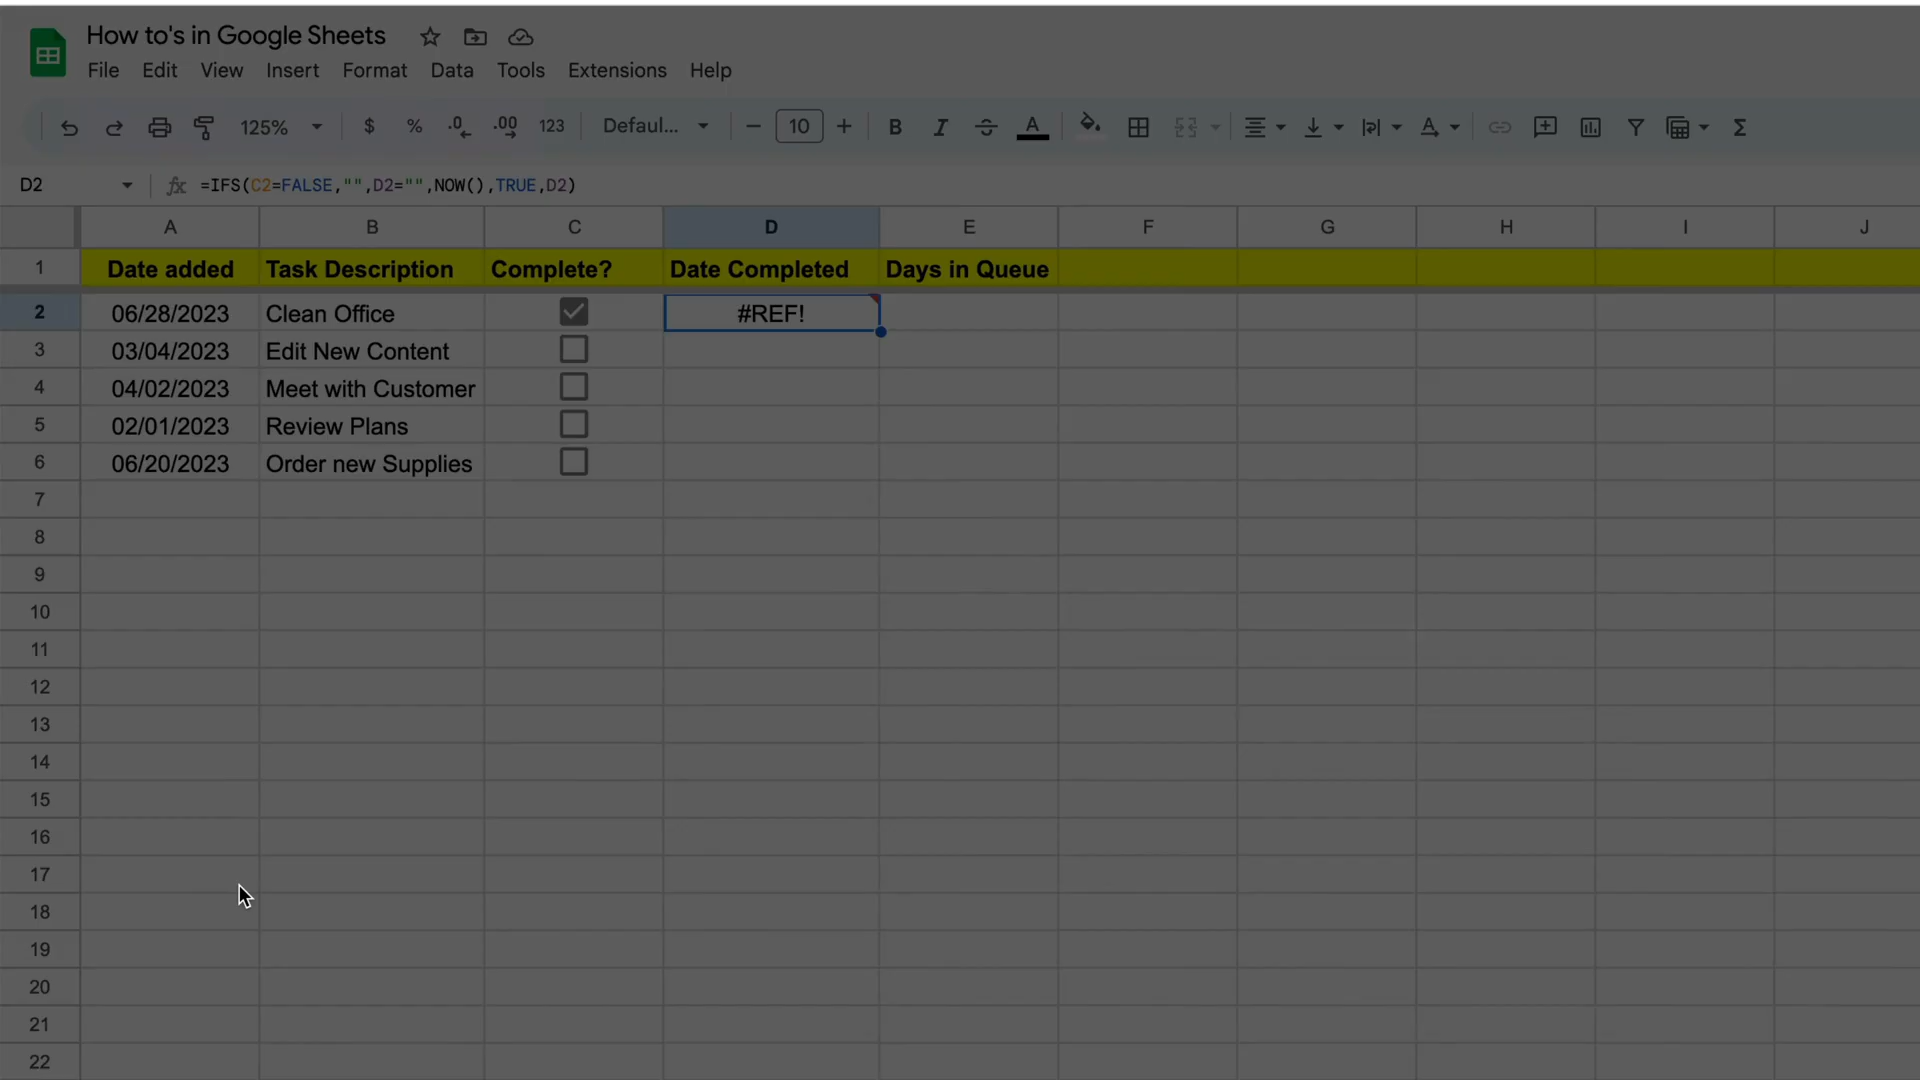 How to's in Google Sheets
File Edit View Insert Format Data Tools Extensions Help
125% $ % .0 .00 123 Defaul... 10 B I S A A Σ
D2 fx =IFS(C2=FALSE,"",D2="",NOW(),TRUE,D2)
A B C D E F G H I J
1 Date added Task Description Complete? Date Completed Days in Queue
2 06/28/2023 Clean Office #REF!
3 03/04/2023 Edit New Content
4 04/02/2023 Meet with Customer
5 02/01/2023 Review Plans
6 06/20/2023 Order new Supplies
7
8
9
10
11
12
13
14
15
16
17
18
19
20
21
22